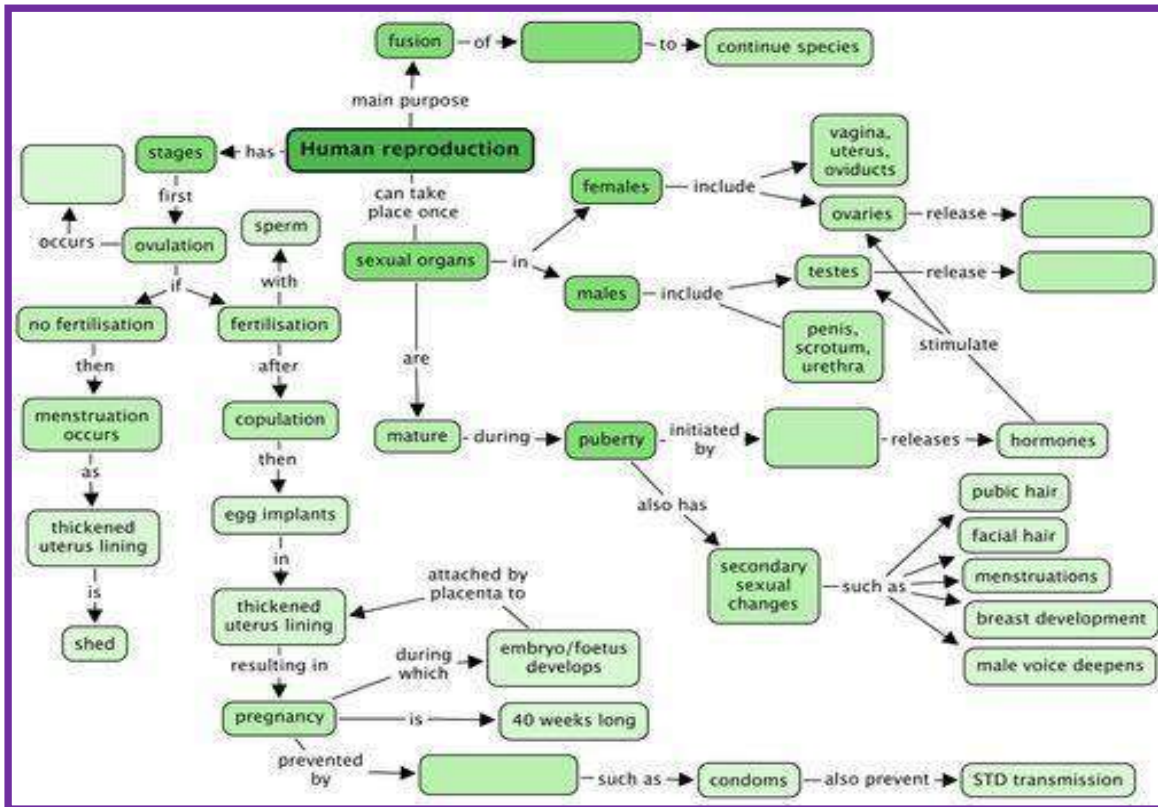 fusion
of
to
continue species
main purpose
Human reproduction
has
stages
first
occurs
ovulation
if
no fertilisation
then
menstruation
occurs
as
thickened
uterus lining
is
shed
sperm
with
fertilisation
after
copulation
then
egg implants
in
thickened
uterus lining
attached by
placenta to
resulting in
during
which
embryo/foetus
develops
pregnancy
is
40 weeks long
prevented
by
such as
condoms
also prevent
STD transmission
can take
place once
sexual organs
in
females
include
vagina,
uterus,
oviducts
ovaries
release
males
include
testes
release
penis,
scrotum,
urethra
stimulate
are
mature
during
puberty
initiated
by
releases
hormones
also has
secondary
sexual
changes
such as
pubic hair
facial hair
menstruations
breast development
male voice deepens